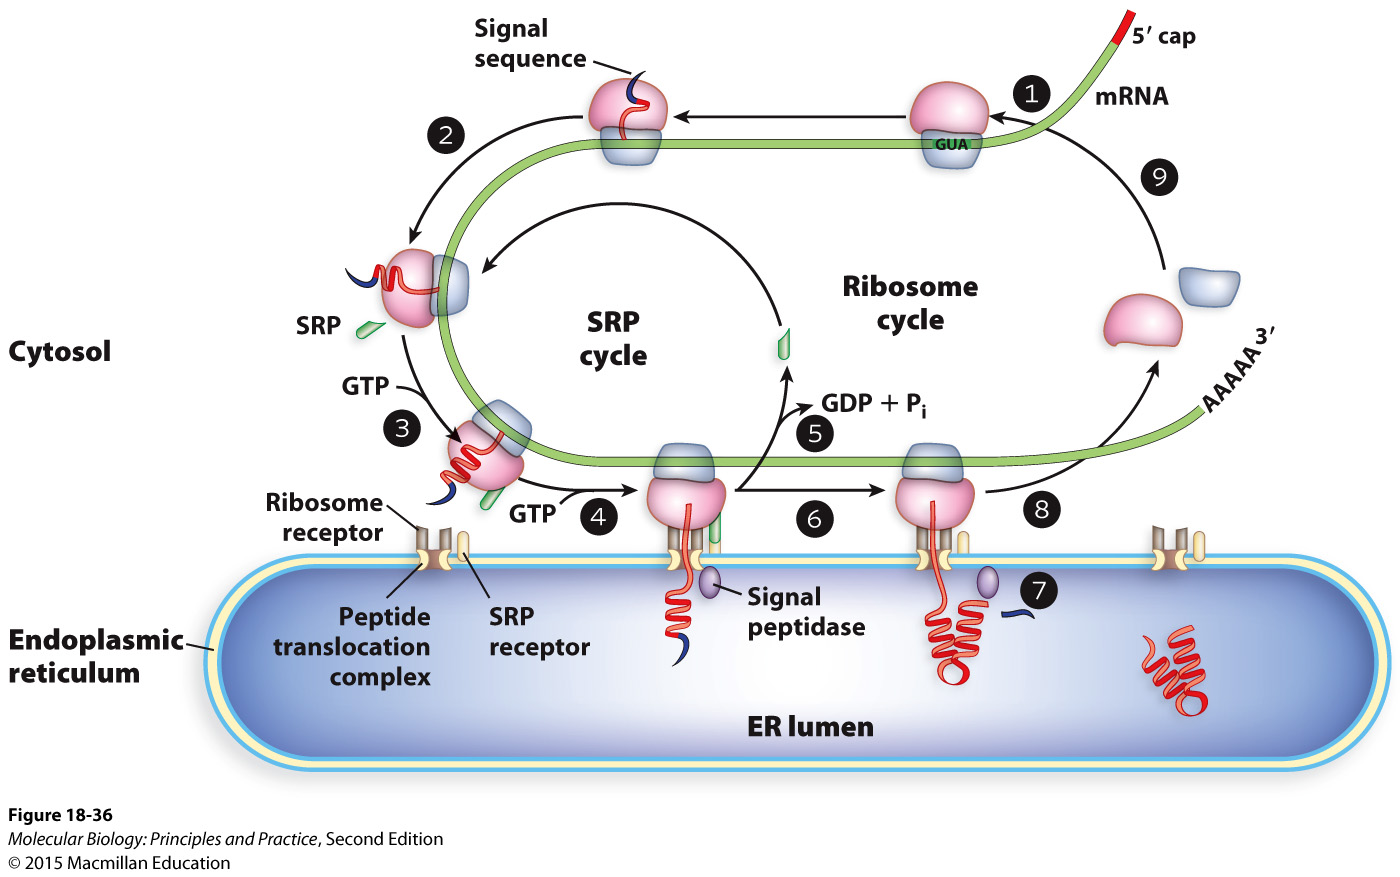 Signal
sequence
5′ cap
1
mRNA
2
GUA
9
Ribosome
cycle
SRP
SRP
cycle
Cytosol
3′
AAAAA
GTP
GDP + Pi
3
5
Ribosome
receptor
GTP
4
6
8
Peptide
translocation
complex
SRP
receptor
Signal
peptidase
7
Endoplasmic
reticulum
ER lumen
Figure 18-36
Molecular Biology: Principles and Practice, Second Edition
© 2015 Macmillan Education